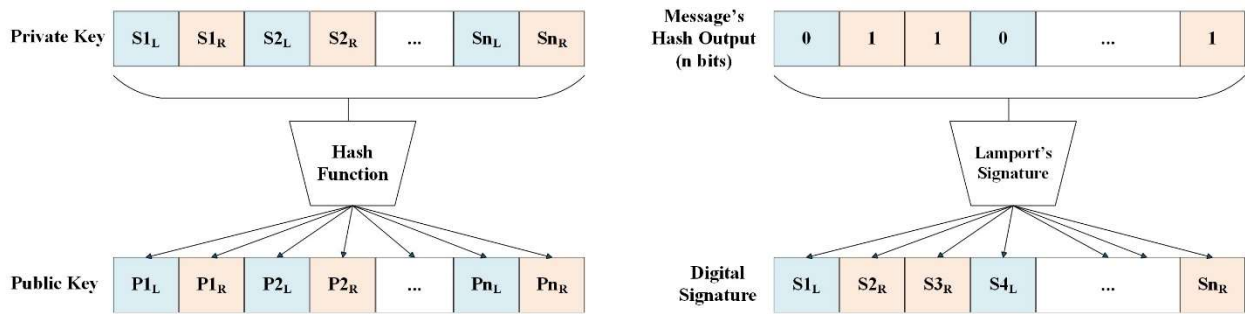 Private Key S1L S1R S2L S2R ... SnL SnR
Hash
Function
Public Key P1L P1R P2L P2R ... PnL PnR
Message's
Hash Output
(n bits)
0 1 1 0 ... 1
Lamport's
Signature
Digital
Signature
S1L S2R S3R S4L ... SnR